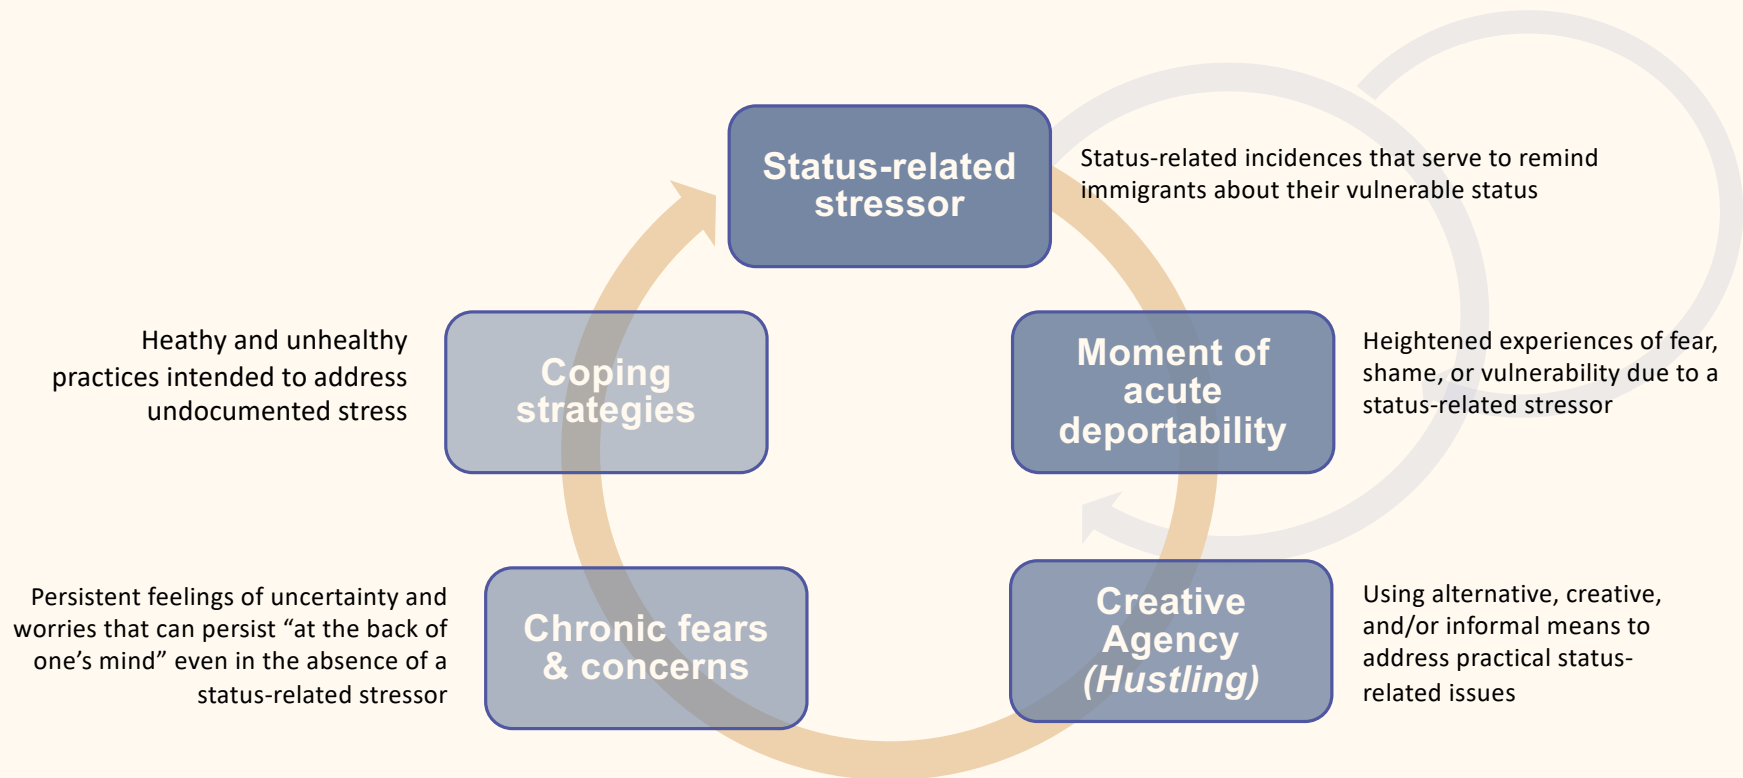 Status-related
stressor
Status-related incidences that serve to remind
immigrants about their vulnerable status
Moment of
acute
deportability
Heightened experiences of fear,
shame, or vulnerability due to a
status-related stressor
Creative
Agency
(Hustling)
Using alternative, creative,
and/or informal means to
address practical status-
related issues
Chronic fears
& concerns
Persistent feelings of uncertainty and
worries that can persist “at the back of
one’s mind” even in the absence of a
status-related stressor
Coping
strategies
Heathy and unhealthy
practices intended to address
undocumented stress